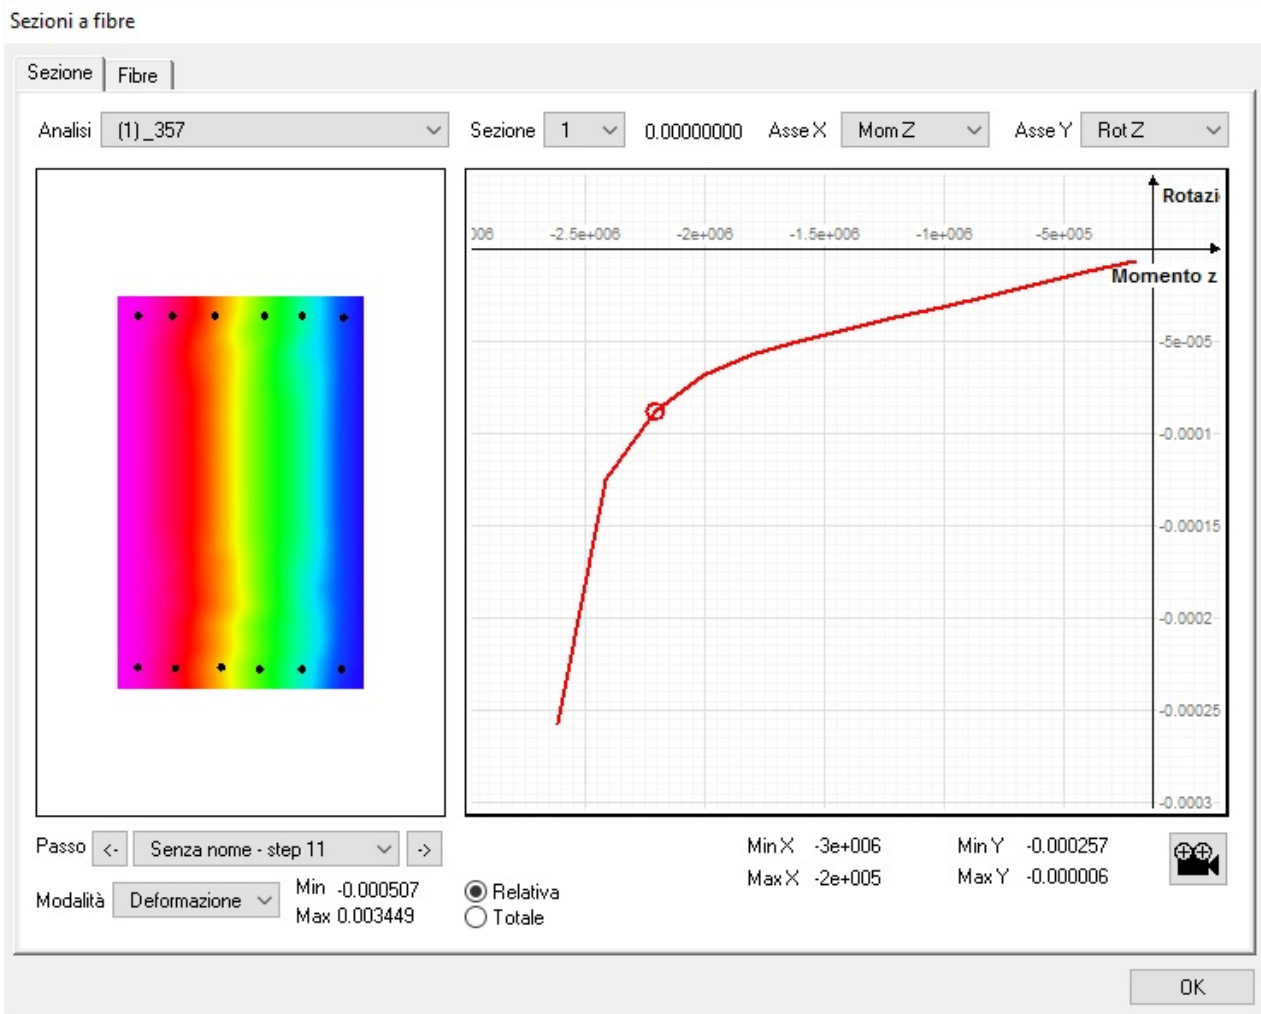 Sezioni a fibre
Sezione Fibre
Analisi (1)_357 Sezione 1 0.00000000 Asse X Mom Z Asse Y Rot Z
Rotazi
006 -2.5e+006 -2e+006 -1.5e+006 -1e+006 -5e+005
Momento z
-5e-005
-0.0001
-0.00015
-0.0002
-0.00025
-0.0003
Passo <- Senza nome - step 11 ->
Min X -3e+006 Min Y -0.000257
Max X -2e+005 Max Y -0.000006
Modalità Deformazione Min -0.000507
Max 0.003449
Relativa
Totale
OK